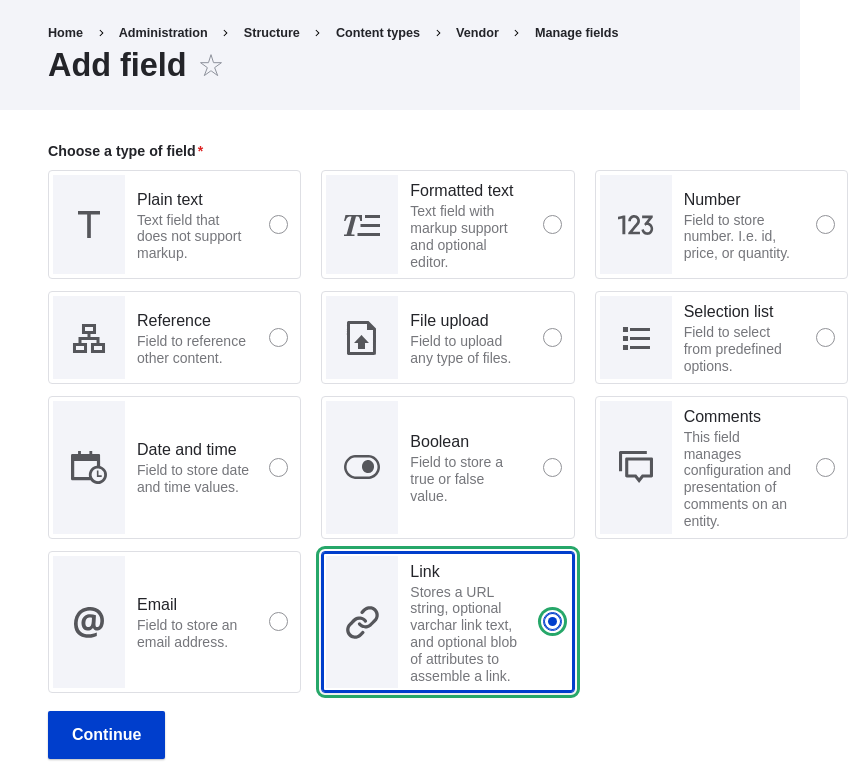 Home > Administration > Structure > Content types > Vendor > Manage fields
Add field
Choose a type of field*
T
Plain text
Text field that
does not support
markup.
T
Formatted text
Text field with
markup support
and optional
editor.
123
Number
Field to store
number. I.e. id,
price, or quantity.
Reference
Field to reference
other content.
File upload
Field to upload
any type of files.
Selection list
Field to select
from predefined
options.
Date and time
Field to store date
and time values.
Boolean
Field to store a
true or false
value.
Comments
This field
manages
configuration and
presentation of
comments on an
entity.
@
Email
Field to store an
email address.
Link
Stores a URL
string, optional
varchar link text,
and optional blob
of attributes to
assemble a link.
Continue